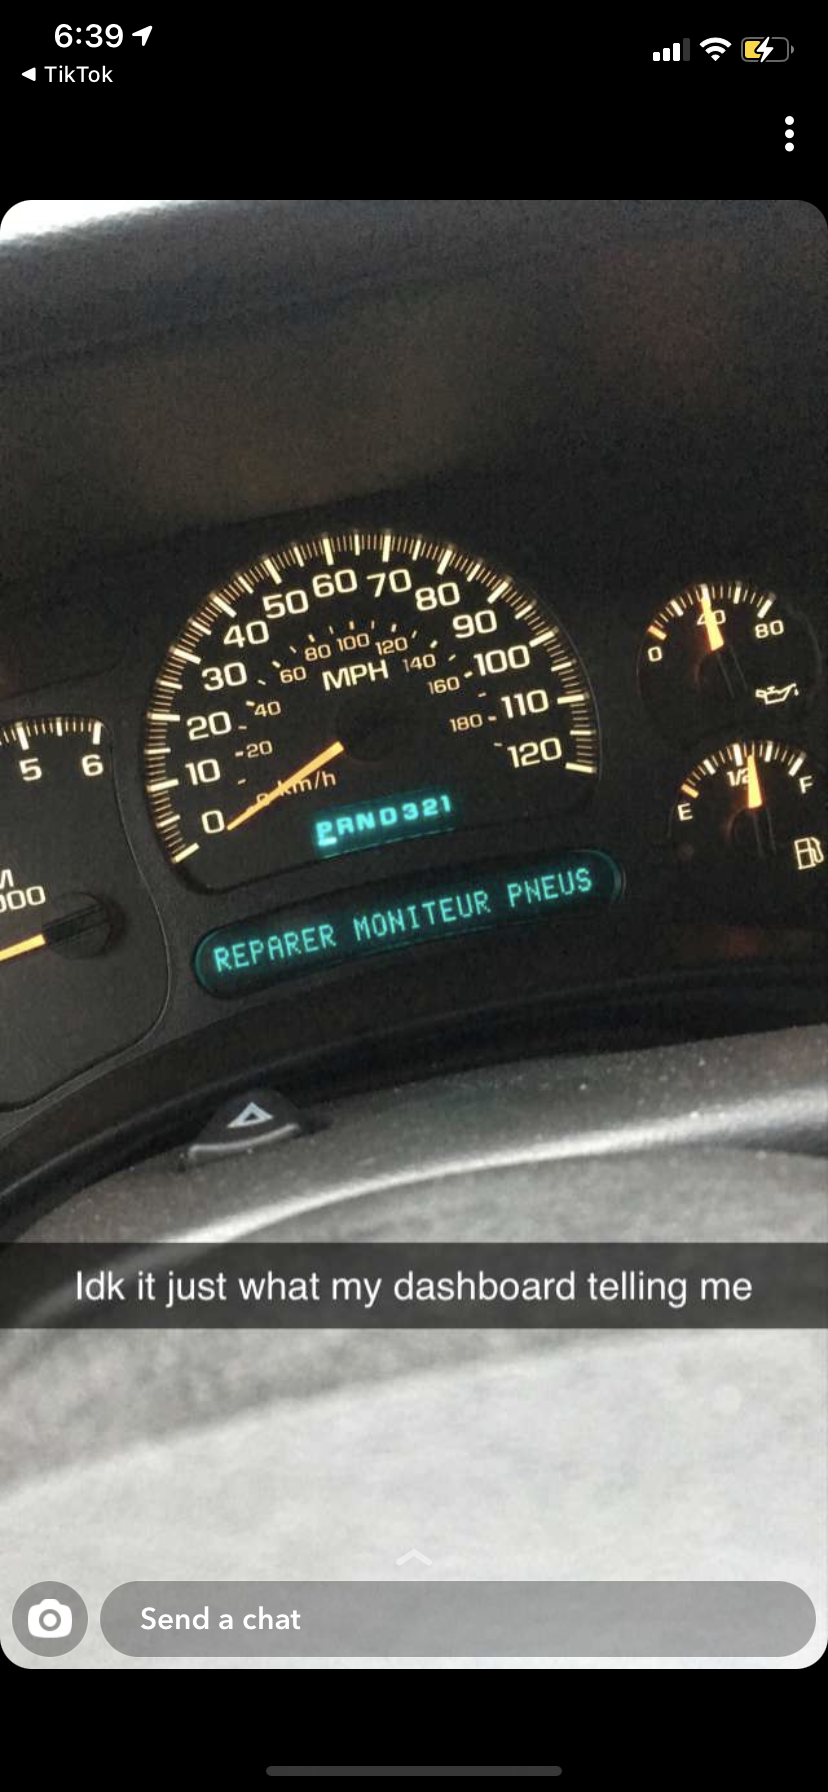 6:39
◀ TikTok
50 60 70 80
40 90
30 80 100 120 100
20 60 MPH 140 110
10 40 160 120
0 20 180
0 km/h
PRND321
REPARER MONITEUR PNEUS
5 6
000
0 40 80
E 1/2 F
Idk it just what my dashboard telling me
Send a chat